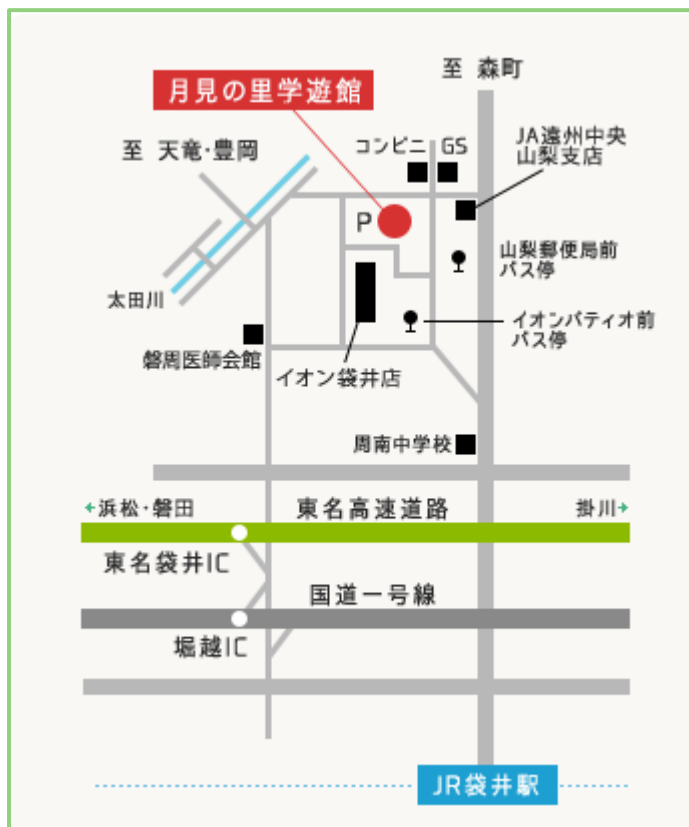 至 森町
月見の里学遊館
コンビニ
GS
JA遠州中央
山梨支店
至 天竜・豊岡
P
山梨郵便局前
バス停
太田川
イオンパティオ前
バス停
磐周医師会館
イオン袋井店
周南中学校
浜松・磐田
東名高速道路
掛川
東名袋井IC
国道一号線
堀越IC
JR袋井駅